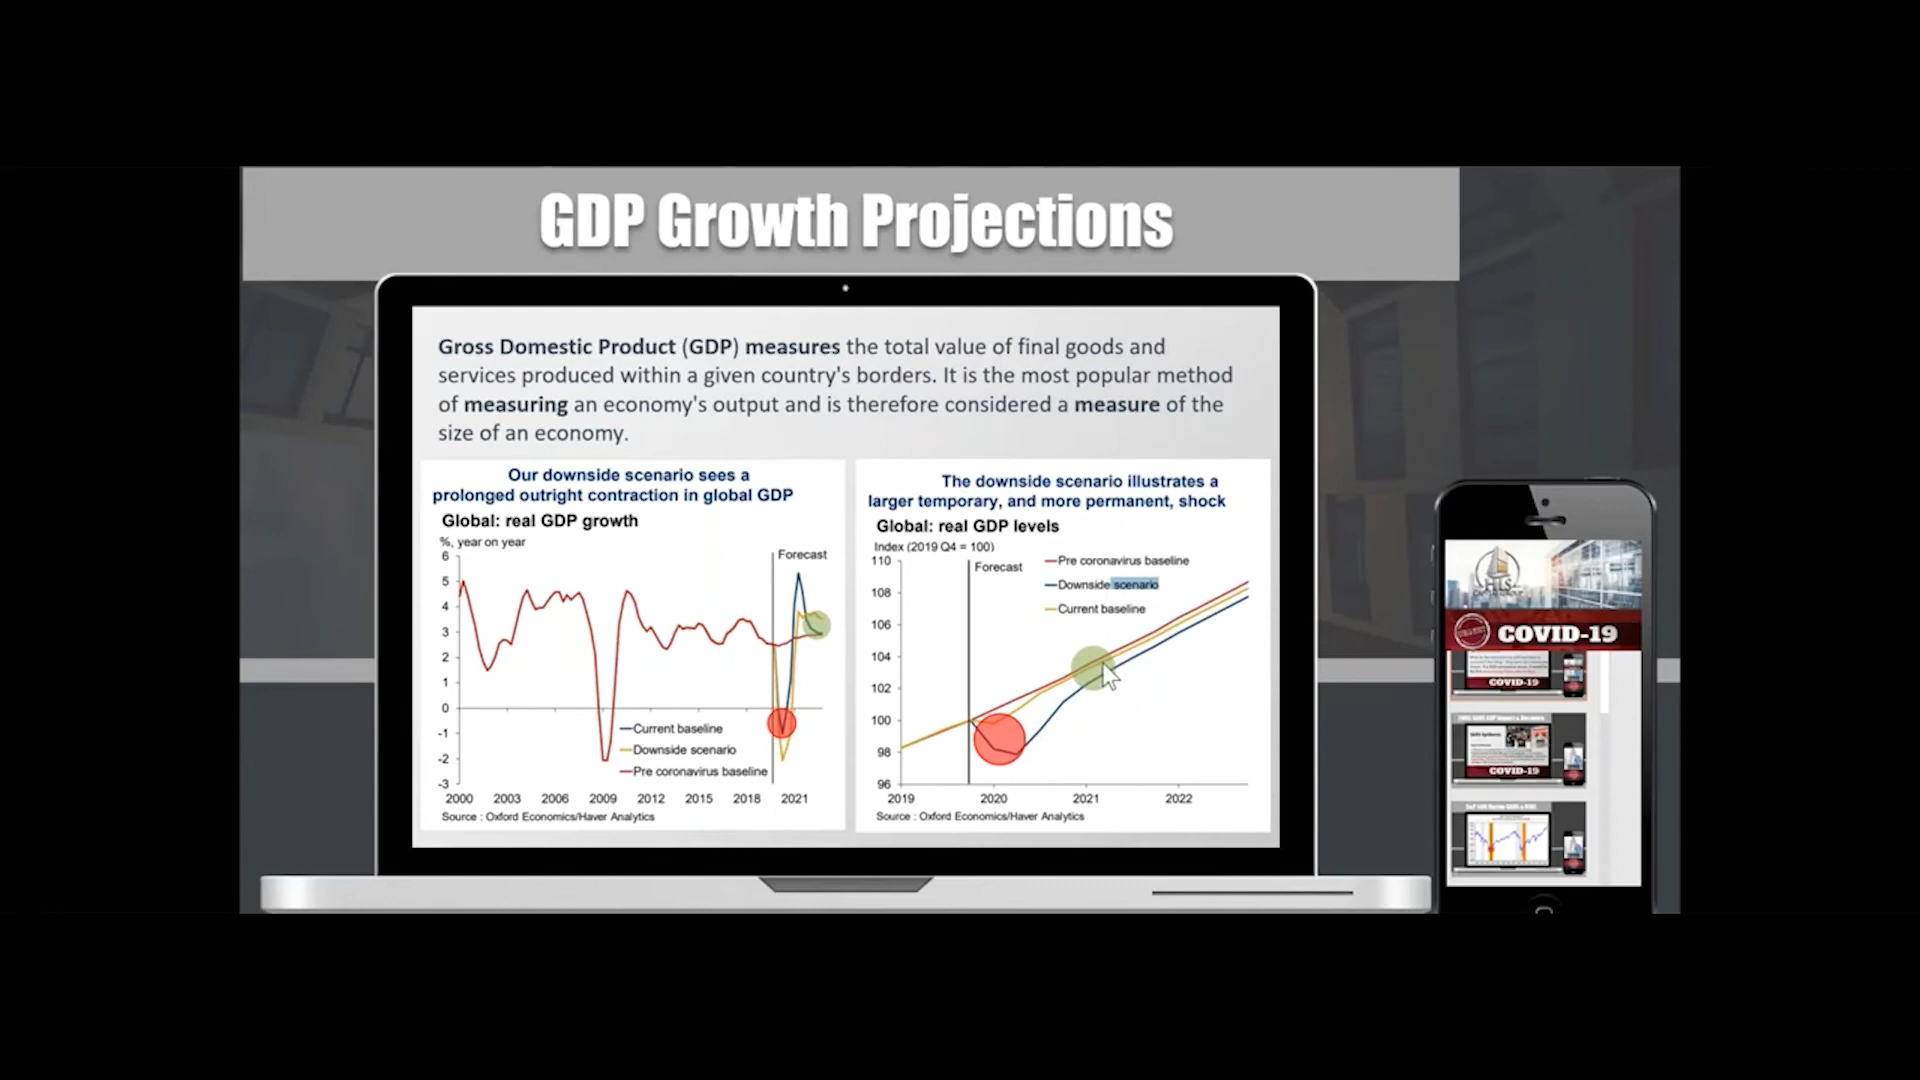 GDP Growth Projections
Gross Domestic Product (GDP) measures the total value of final goods and
services produced within a given country's borders. It is the most popular method
of measuring an economy's output and is therefore considered a measure of the
size of an economy.
Our downside scenario sees a
prolonged outright contraction in global GDP
Global: real GDP growth
%, year on year
6
5
4
3
2
1
0
-1
-2
-3
Forecast
Current baseline
Downside scenario
Pre coronavirus baseline
2000 2003 2006 2009 2012 2015 2018 2021
Source : Oxford Economics/Haver Analytics
The downside scenario illustrates a
larger temporary, and more permanent, shock
Global: real GDP levels
Index (2019 Q4 = 100)
110
108
106
104
102
100
98
96
Forecast
Pre coronavirus baseline
Downside scenario
Current baseline
2019 2020 2021 2022
Source : Oxford Economics/Haver Analytics
COVID-19
COVID-19
COVID-19